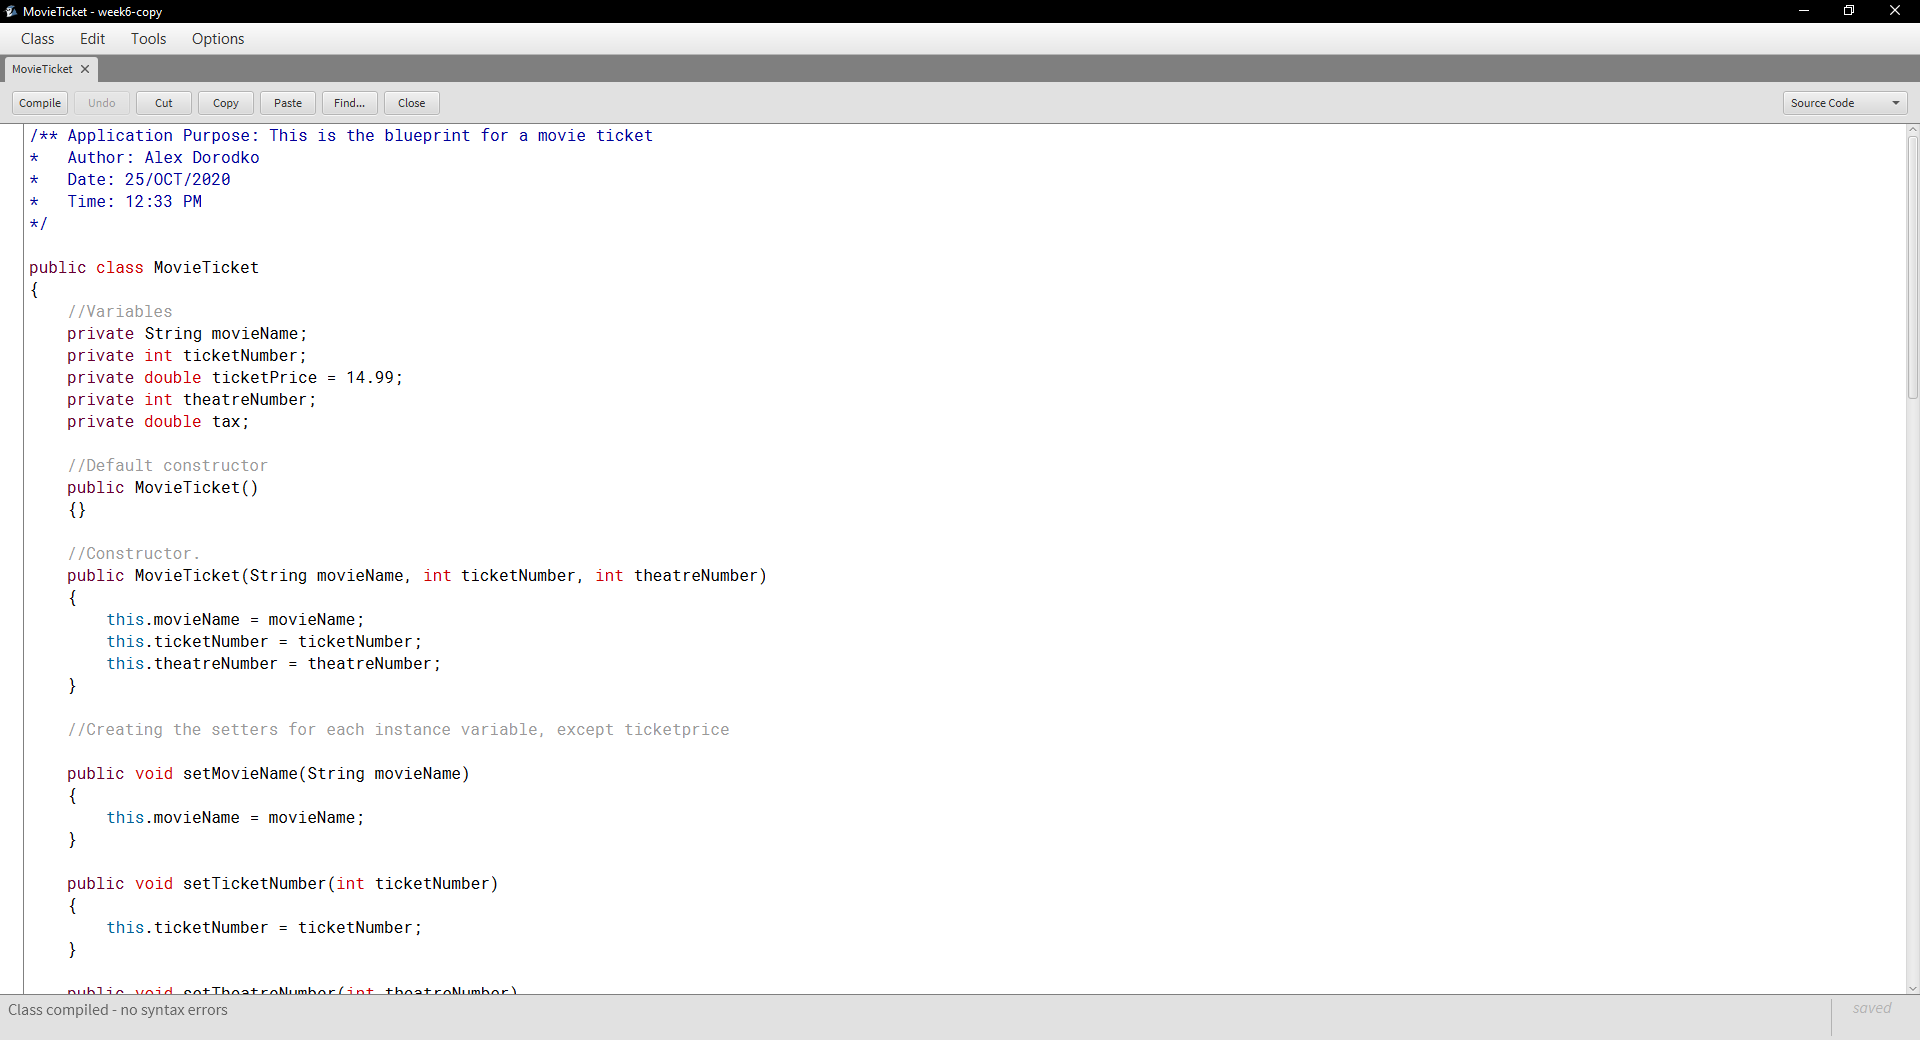 MovieTicket - week6-copy
Class Edit Tools Options
MovieTicket
Compile Undo Cut Copy Paste Find... Close Source Code
/** Application Purpose: This is the blueprint for a movie ticket
*   Author: Alex Dorodko
*   Date: 25/OCT/2020
*   Time: 12:33 PM
*/
public class MovieTicket
{
    //Variables
    private String movieName;
    private int ticketNumber;
    private double ticketPrice = 14.99;
    private int theatreNumber;
    private double tax;
    //Default constructor
    public MovieTicket()
    {}
    //Constructor.
    public MovieTicket(String movieName, int ticketNumber, int theatreNumber)
    {
        this.movieName = movieName;
        this.ticketNumber = ticketNumber;
        this.theatreNumber = theatreNumber;
    }
    //Creating the setters for each instance variable, except ticketprice
    public void setMovieName(String movieName)
    {
        this.movieName = movieName;
    }
    public void setTicketNumber(int ticketNumber)
    {
        this.ticketNumber = ticketNumber;
    }
    public void setTheatreNumber(int theatreNumber)
Class compiled - no syntax errors
saved